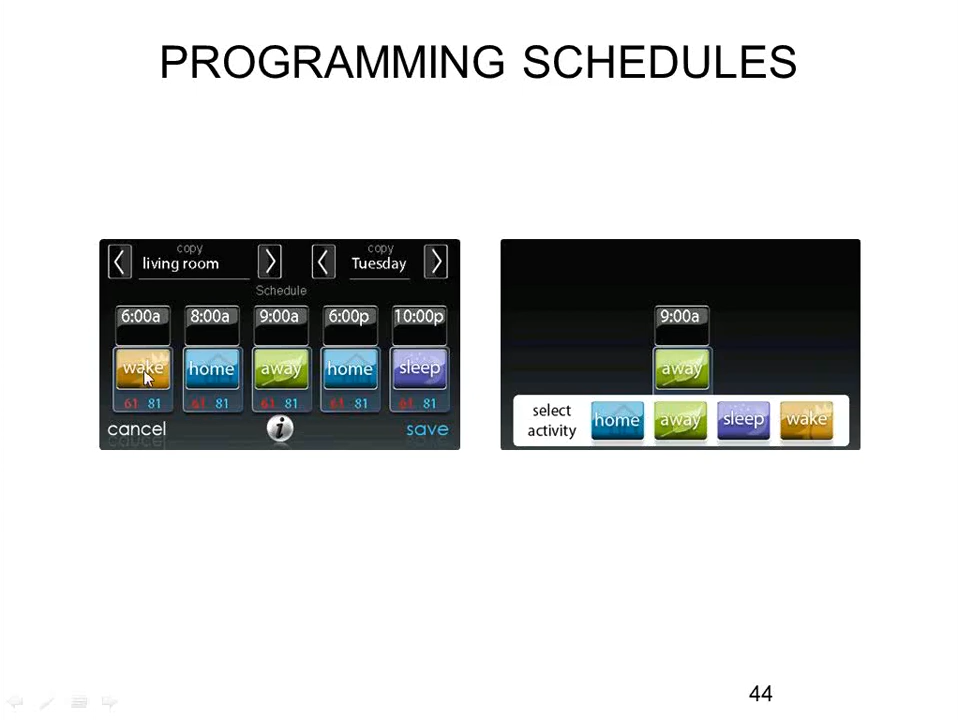 PROGRAMMING SCHEDULES
copy copy
living room Tuesday
Schedule
6:00a 8:00a 9:00a 6:00p 10:00p
wake home away home sleep
61 81 61 81 61 81 61 81 61 81
cancel i save
9:00a
away
select
activity
home away sleep wake
44